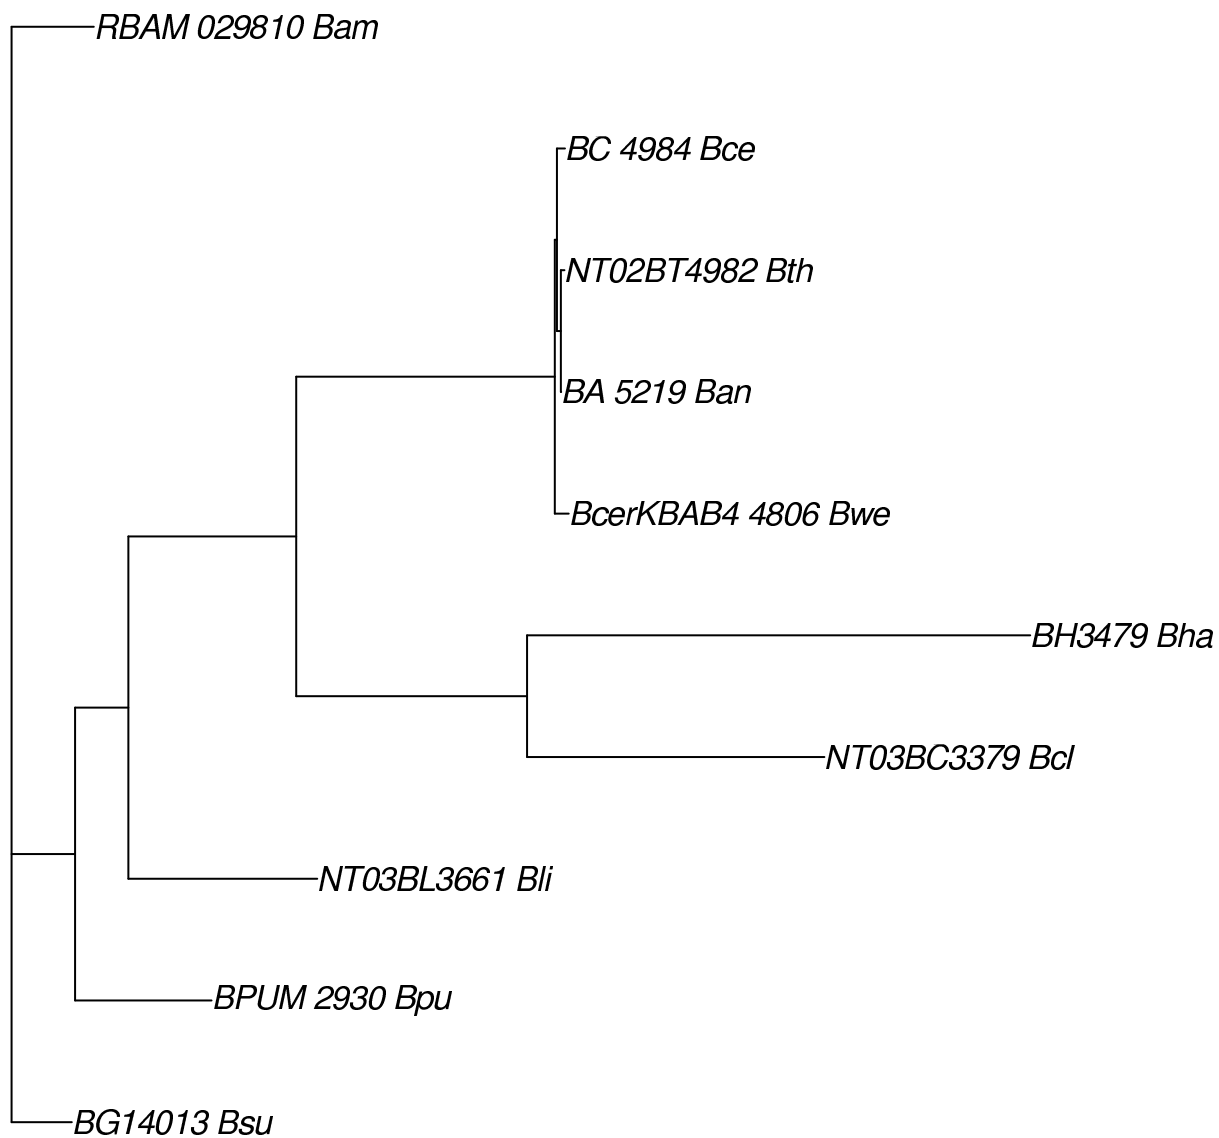 RBAM 029810 Bam
BC 4984 Bce
NT02BT4982 Bth
BA 5219 Ban
BcerKBAB4 4806 Bwe
BH3479 Bha
NT03BC3379 Bcl
NT03BL3661 Bli
BPUM 2930 Bpu
BG14013 Bsu